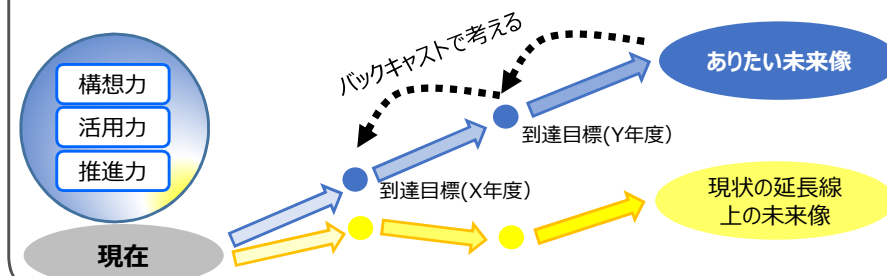 バックキャストで考える
ありたい未来像
構想力
活用力
推進力
到達目標(Y年度）
到達目標(X年度）
現状の延長線
上の未来像
現在